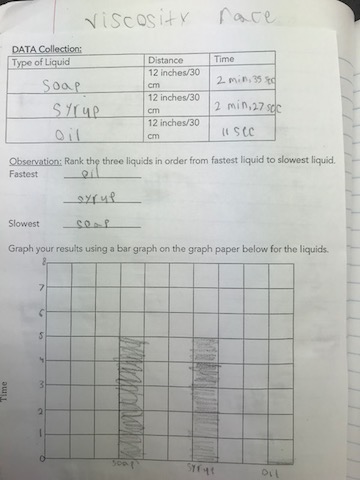 viscosity race
DATA Collection:
Type of Liquid Distance Time
soap 12 inches/30 cm 2 min,35 sec
syrup 12 inches/30 cm 2 min,27 sec
oil 12 inches/30 cm 11 sec
Observation: Rank the three liquids in order from fastest liquid to slowest liquid.
Fastest oil
syrup
Slowest soap
Graph your results using a bar graph on the graph paper below for the liquids.
8
7
6
5
4
3
2
1
0
Time
soap syrup oil